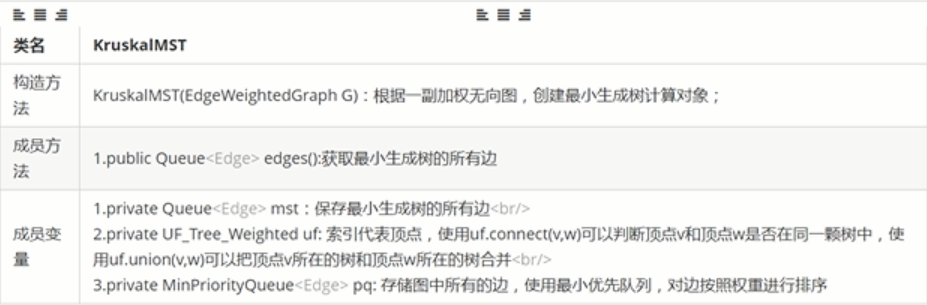 类名 KruskalMST
构造方
法
KruskalMST(EdgeWeightedGraph G)：根据一副加权无向图，创建最小生成树计算对象；
成员方
法
1.public Queue<Edge> edges():获取最小生成树的所有边
成员变
量
1.private Queue<Edge> mst：保存最小生成树的所有边<br/>
2.private UF_Tree_Weighted uf: 索引代表顶点，使用uf.connect(v,w)可以判断顶点v和顶点w是否在同一颗树中，使
用uf.union(v,w)可以把顶点v所在的树和顶点w所在的树合并<br/>
3.private MinPriorityQueue<Edge> pq: 存储图中所有的边，使用最小优先队列，对边按照权重进行排序